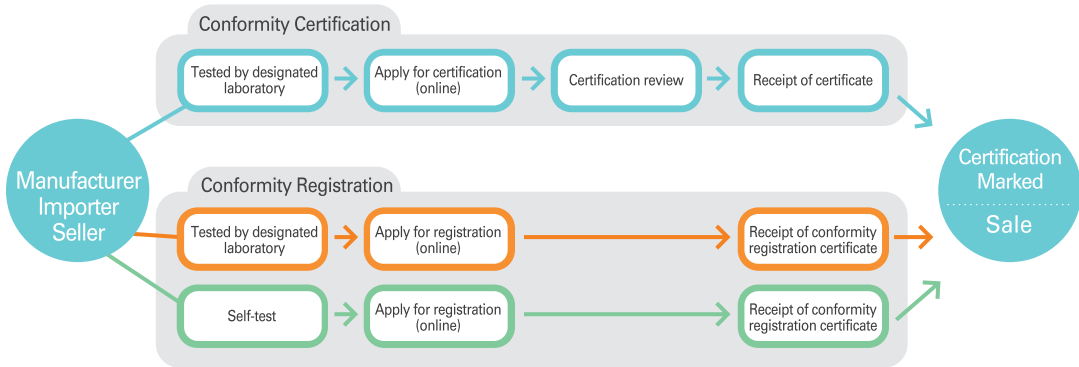 Conformity Certification
Tested by designated
laboratory
Apply for certification
(online)
Certification review
Receipt of certificate
Manufacturer
Importer
Seller
Certification
Marked
Sale
Conformity Registration
Tested by designated
laboratory
Apply for registration
(online)
Receipt of conformity
registration certificate
Self-test
Apply for registration
(online)
Receipt of conformity
registration certificate